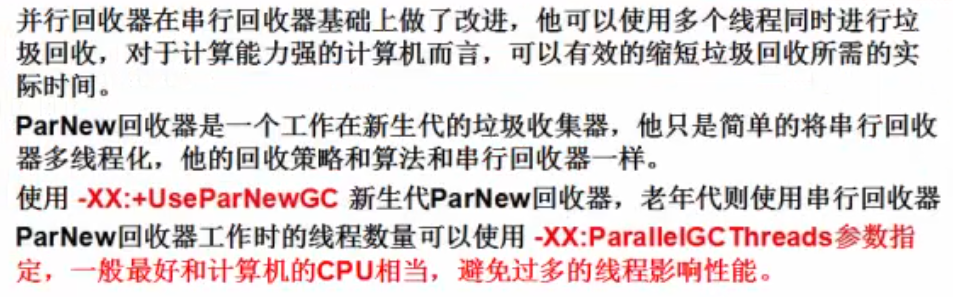 并行回收器在串行回收器基础上做了改进，他可以使用多个线程同时进行垃
圾回收，对于计算能力强的计算机而言，可以有效的缩短垃圾回收所需的实
际时间。
ParNew回收器是一个工作在新生代的垃圾收集器，他只是简单的将串行回收
器多线程化，他的回收策略和算法和串行回收器一样。
使用 -XX:+UseParNewGC 新生代ParNew回收器，老年代则使用串行回收器
ParNew回收器工作时的线程数量可以使用 -XX:ParallelGCThreads参数指
定，一般最好和计算机的CPU相当，避免过多的线程影响性能。